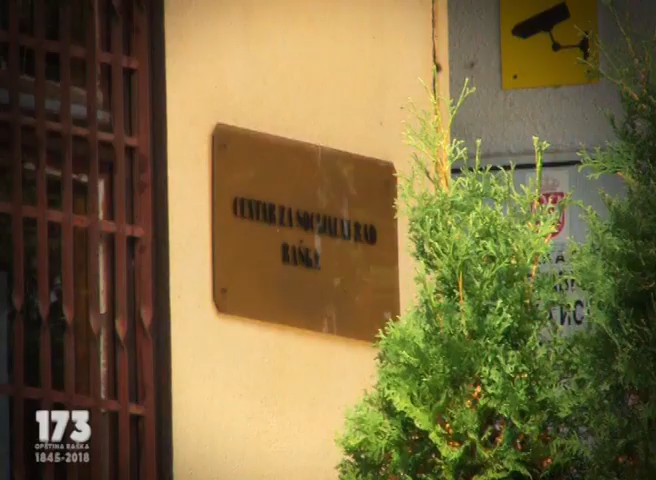 CENTAR ZA SOCIJALNI RAD
RAŠKA
173
OPŠTINA RAŠKA
1845-2018